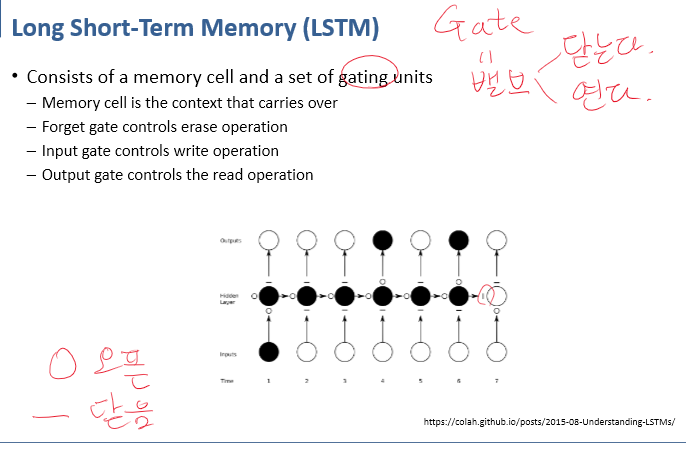 Long Short-Term Memory (LSTM)
Gate
=
밸브
닫는다.
연다.
• Consists of a memory cell and a set of gating units
– Memory cell is the context that carries over
– Forget gate controls erase operation
– Input gate controls write operation
– Output gate controls the read operation
Outputs
Hidden
Layer
Inputs
Time 1 2 3 4 5 6 7
O 오픈
— 닫음
https://colah.github.io/posts/2015-08-Understanding-LSTMs/